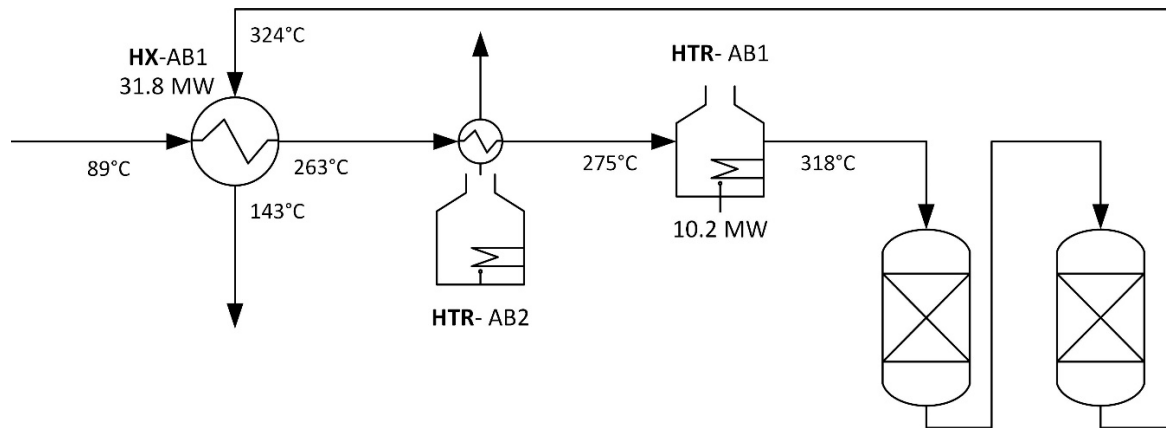 324°C
HX-AB1
31.8 MW
HTR- AB1
89°C
263°C
275°C
318°C
143°C
10.2 MW
HTR- AB2